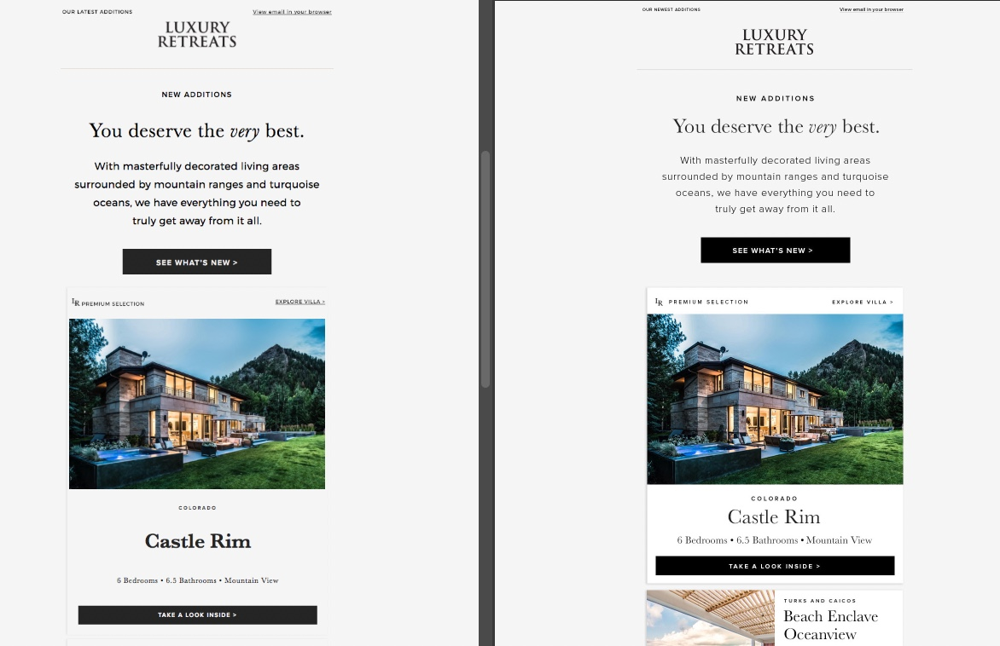 OUR LATEST ADDITIONS
View email in your browser
LUXURY
RETREATS
NEW ADDITIONS
You deserve the very best.
With masterfully decorated living areas
surrounded by mountain ranges and turquoise
oceans, we have everything you need to
truly get away from it all.
SEE WHAT'S NEW >
LR PREMIUM SELECTION
EXPLORE VILLA >
COLORADO
Castle Rim
6 Bedrooms • 6.5 Bathrooms • Mountain View
TAKE A LOOK INSIDE >
OUR NEWEST ADDITIONS
View email in your browser
LUXURY
RETREATS
NEW ADDITIONS
You deserve the very best.
With masterfully decorated living areas
surrounded by mountain ranges and turquoise
oceans, we have everything you need to
truly get away from it all.
SEE WHAT'S NEW >
LR PREMIUM SELECTION
EXPLORE VILLA >
COLORADO
Castle Rim
6 Bedrooms • 6.5 Bathrooms • Mountain View
TAKE A LOOK INSIDE >
TURKS AND CAICOS
Beach Enclave
Oceanview